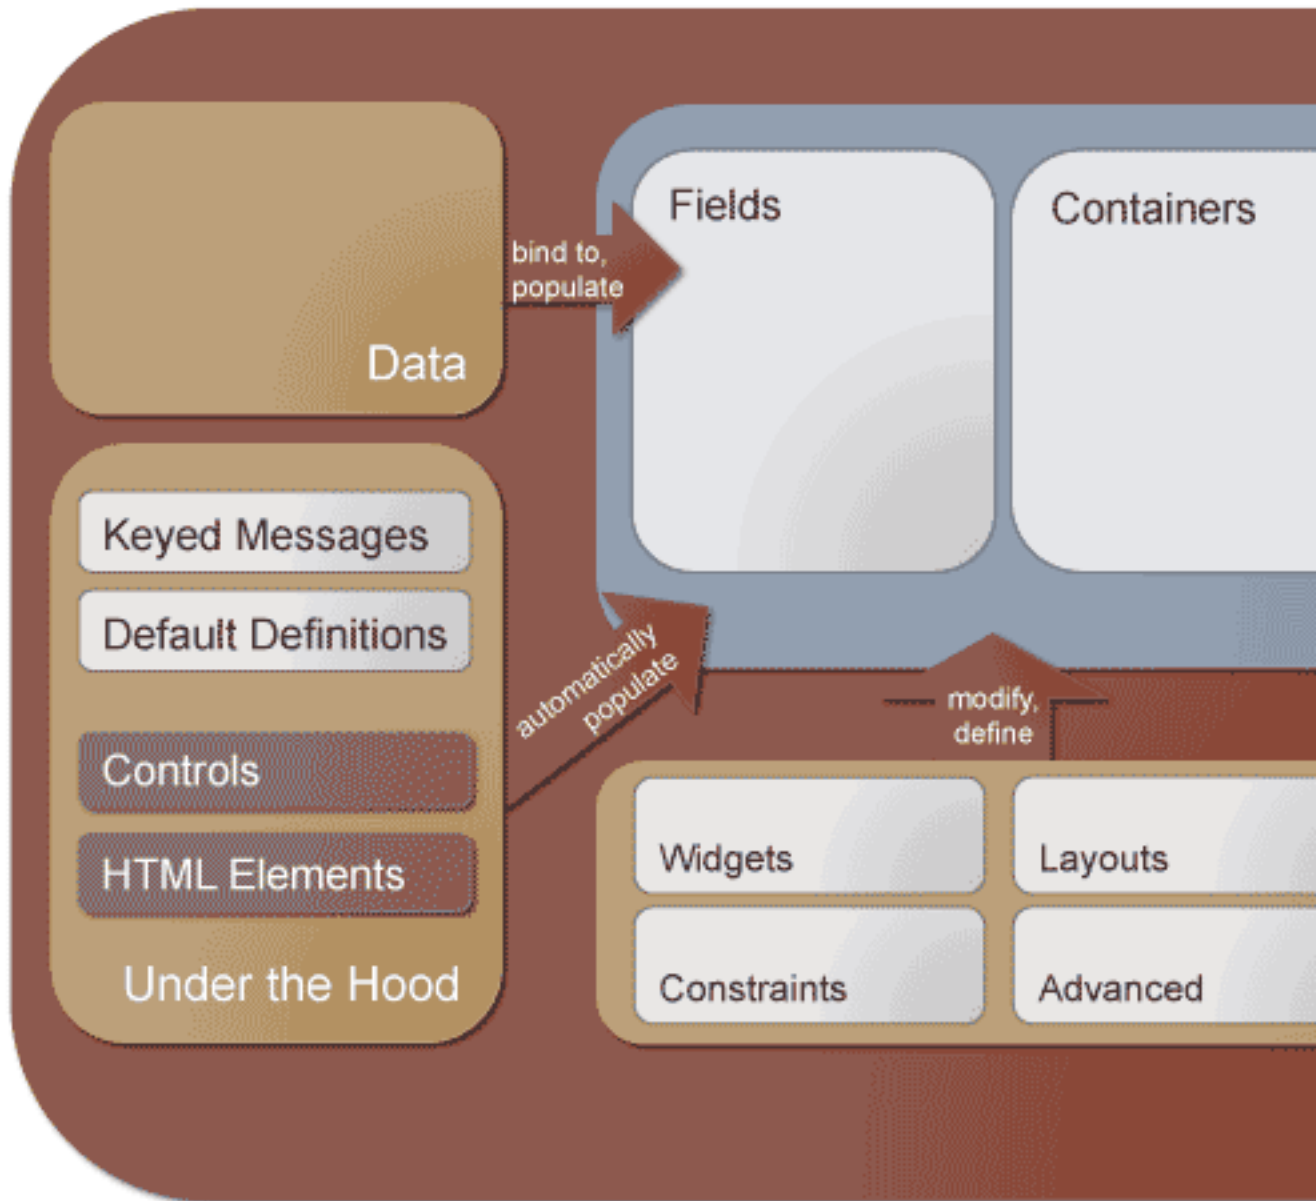 Data
bind to,
populate
Fields
Containers
Keyed Messages
Default Definitions
Controls
HTML Elements
Under the Hood
automatically
populate
modify,
define
Widgets
Layouts
Constraints
Advanced